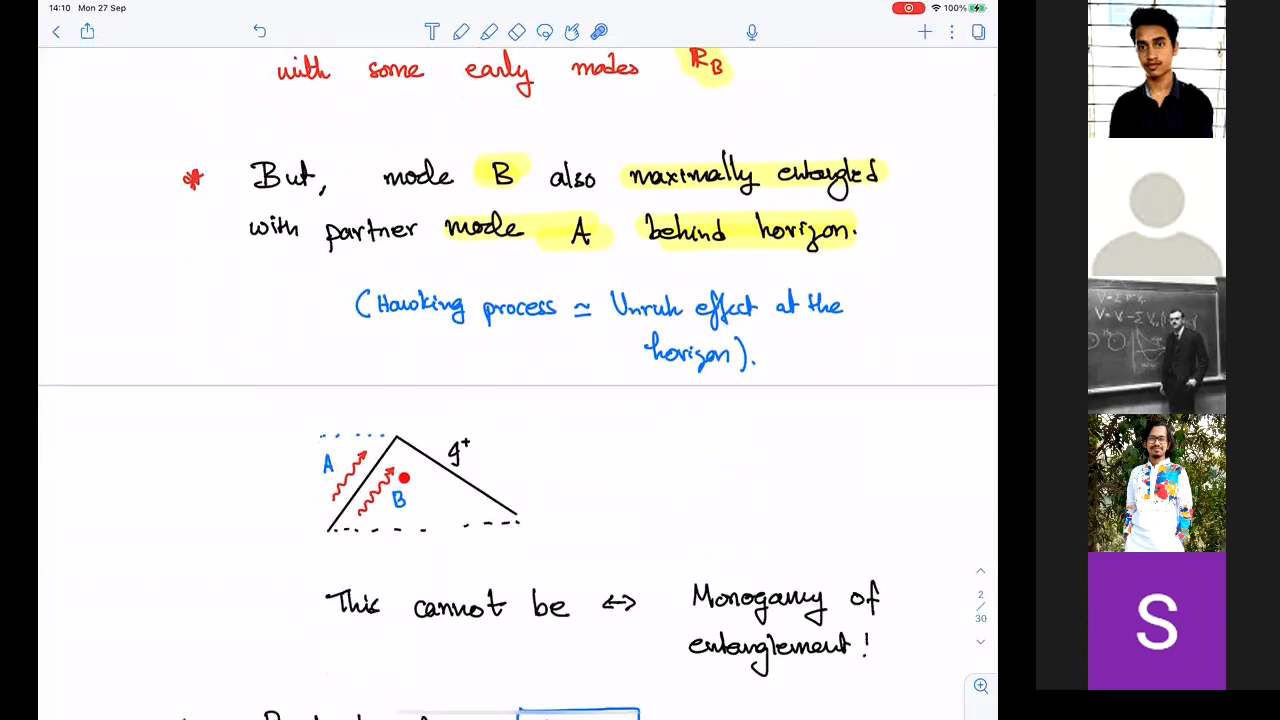 14:10 Mon 27 Sep
100%
with some early modes R_B
* But, mode B also maximally entangled
with partner mode A behind horizon.
(Hawking process ≃ Unruh effect at the
horizon).
A
B
g+
This cannot be ↔ Monogamy of
entanglement!
2
/
30
S